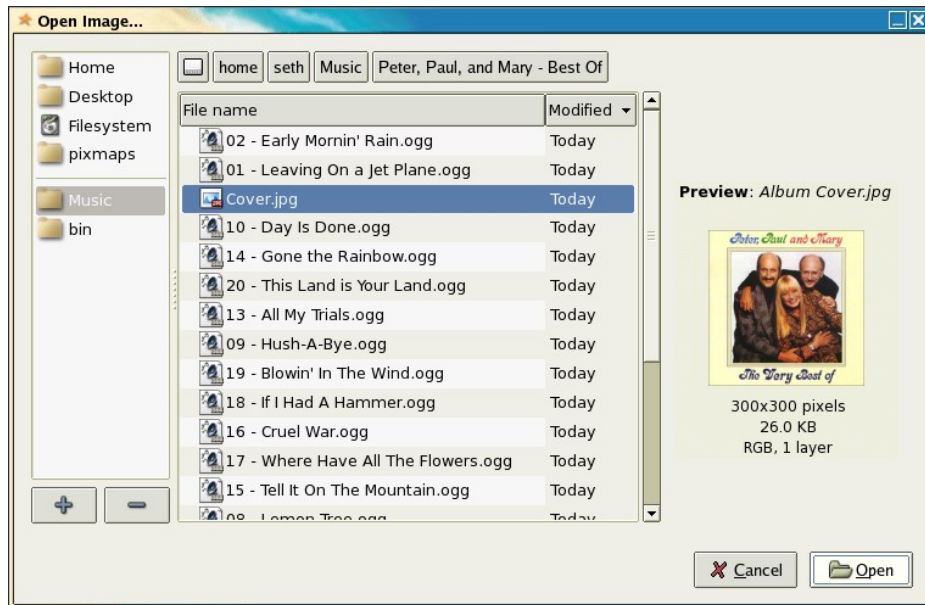 Open Image...
Home
Desktop
Filesystem
pixmaps
Music
bin
home seth Music Peter, Paul, and Mary - Best Of
File name Modified
02 - Early Mornin' Rain.ogg Today
01 - Leaving On a Jet Plane.ogg Today
Cover.jpg Today
10 - Day Is Done.ogg Today
14 - Gone the Rainbow.ogg Today
20 - This Land is Your Land.ogg Today
13 - All My Trials.ogg Today
09 - Hush-A-Bye.ogg Today
19 - Blowin' In The Wind.ogg Today
18 - If I Had A Hammer.ogg Today
16 - Cruel War.ogg Today
17 - Where Have All The Flowers.ogg Today
15 - Tell It On The Mountain.ogg Today
08 - Lemon Tree.ogg Today
Preview: Album Cover.jpg
Peter, Paul and Mary
The Very Best of
300x300 pixels
26.0 KB
RGB, 1 layer
Cancel
Open